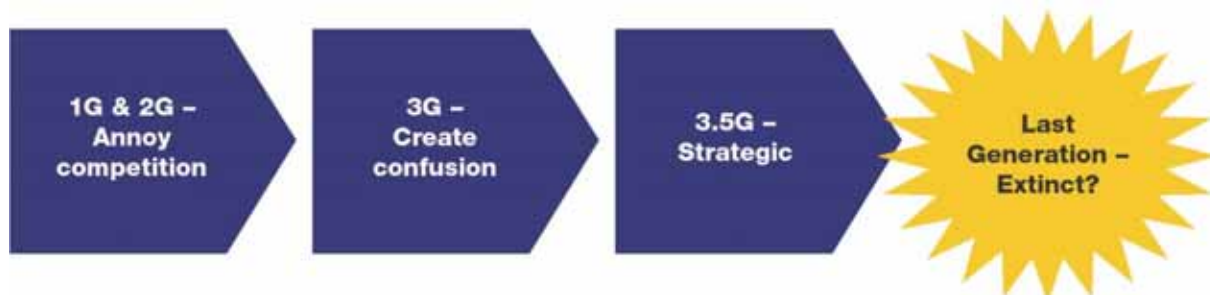 1G & 2G –
Annoy
competition
3G –
Create
confusion
3.5G –
Strategic
Last
Generation –
Extinct?